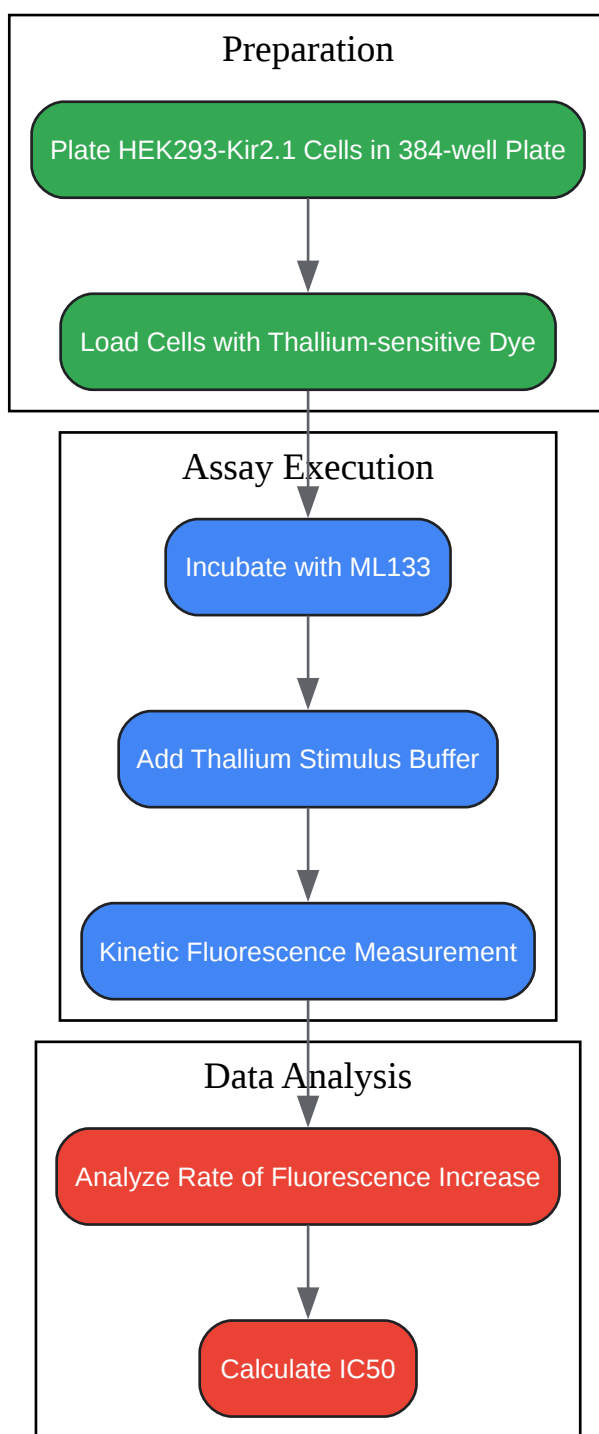 Preparation
Plate HEK293-Kir2.1 Cells in 384-well Plate
Load Cells with Thallium-sensitive Dye
Assay Execution
Incubate with ML133
Add Thallium Stimulus Buffer
Kinetic Fluorescence Measurement
Data Analysis
Analyze Rate of Fluorescence Increase
Calculate IC50